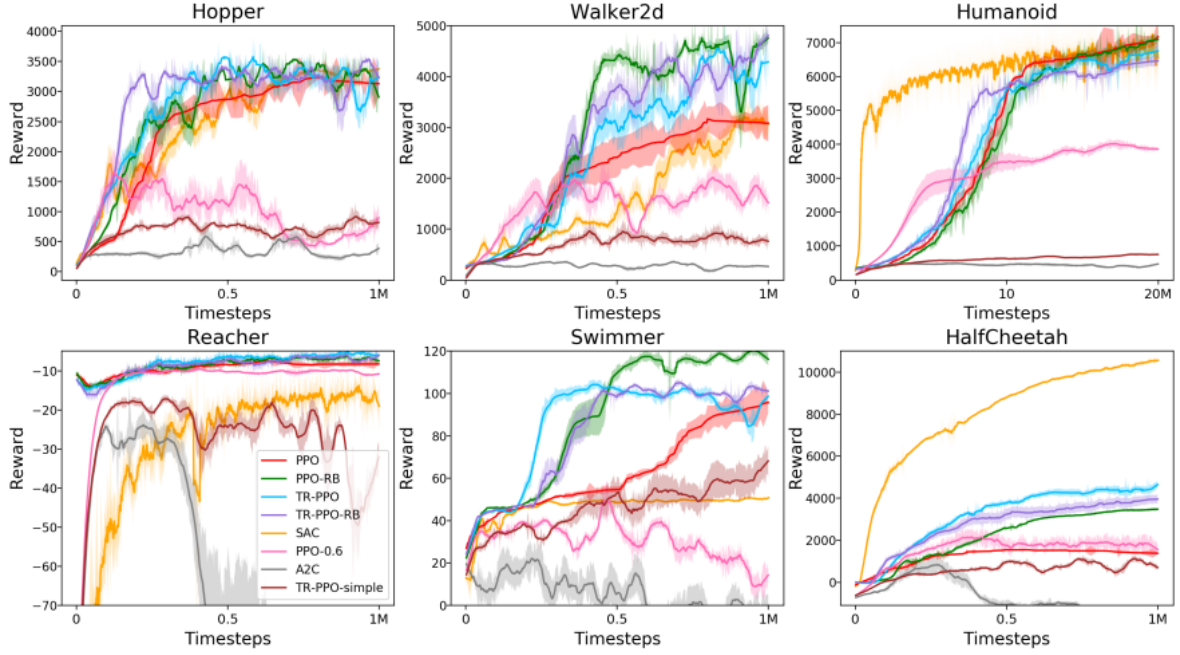 Hopper
Reward
4000
3500
3000
2500
2000
1500
1000
500
0
0
0.5
1M
Timesteps
Walker2d
Reward
5000
4000
3000
2000
1000
0
0
0.5
1M
Timesteps
Humanoid
Reward
7000
6000
5000
4000
3000
2000
1000
0
0
10
20M
Timesteps
Reacher
Reward
−10
−20
−30
−40
−50
−60
−70
0
0.5
1M
Timesteps
PPO
PPO-RB
TR-PPO
TR-PPO-RB
SAC
PPO-0.6
A2C
TR-PPO-simple
Swimmer
Reward
120
100
80
60
40
20
0
0
0.5
1M
Timesteps
HalfCheetah
Reward
10000
8000
6000
4000
2000
0
0
0.5
1M
Timesteps